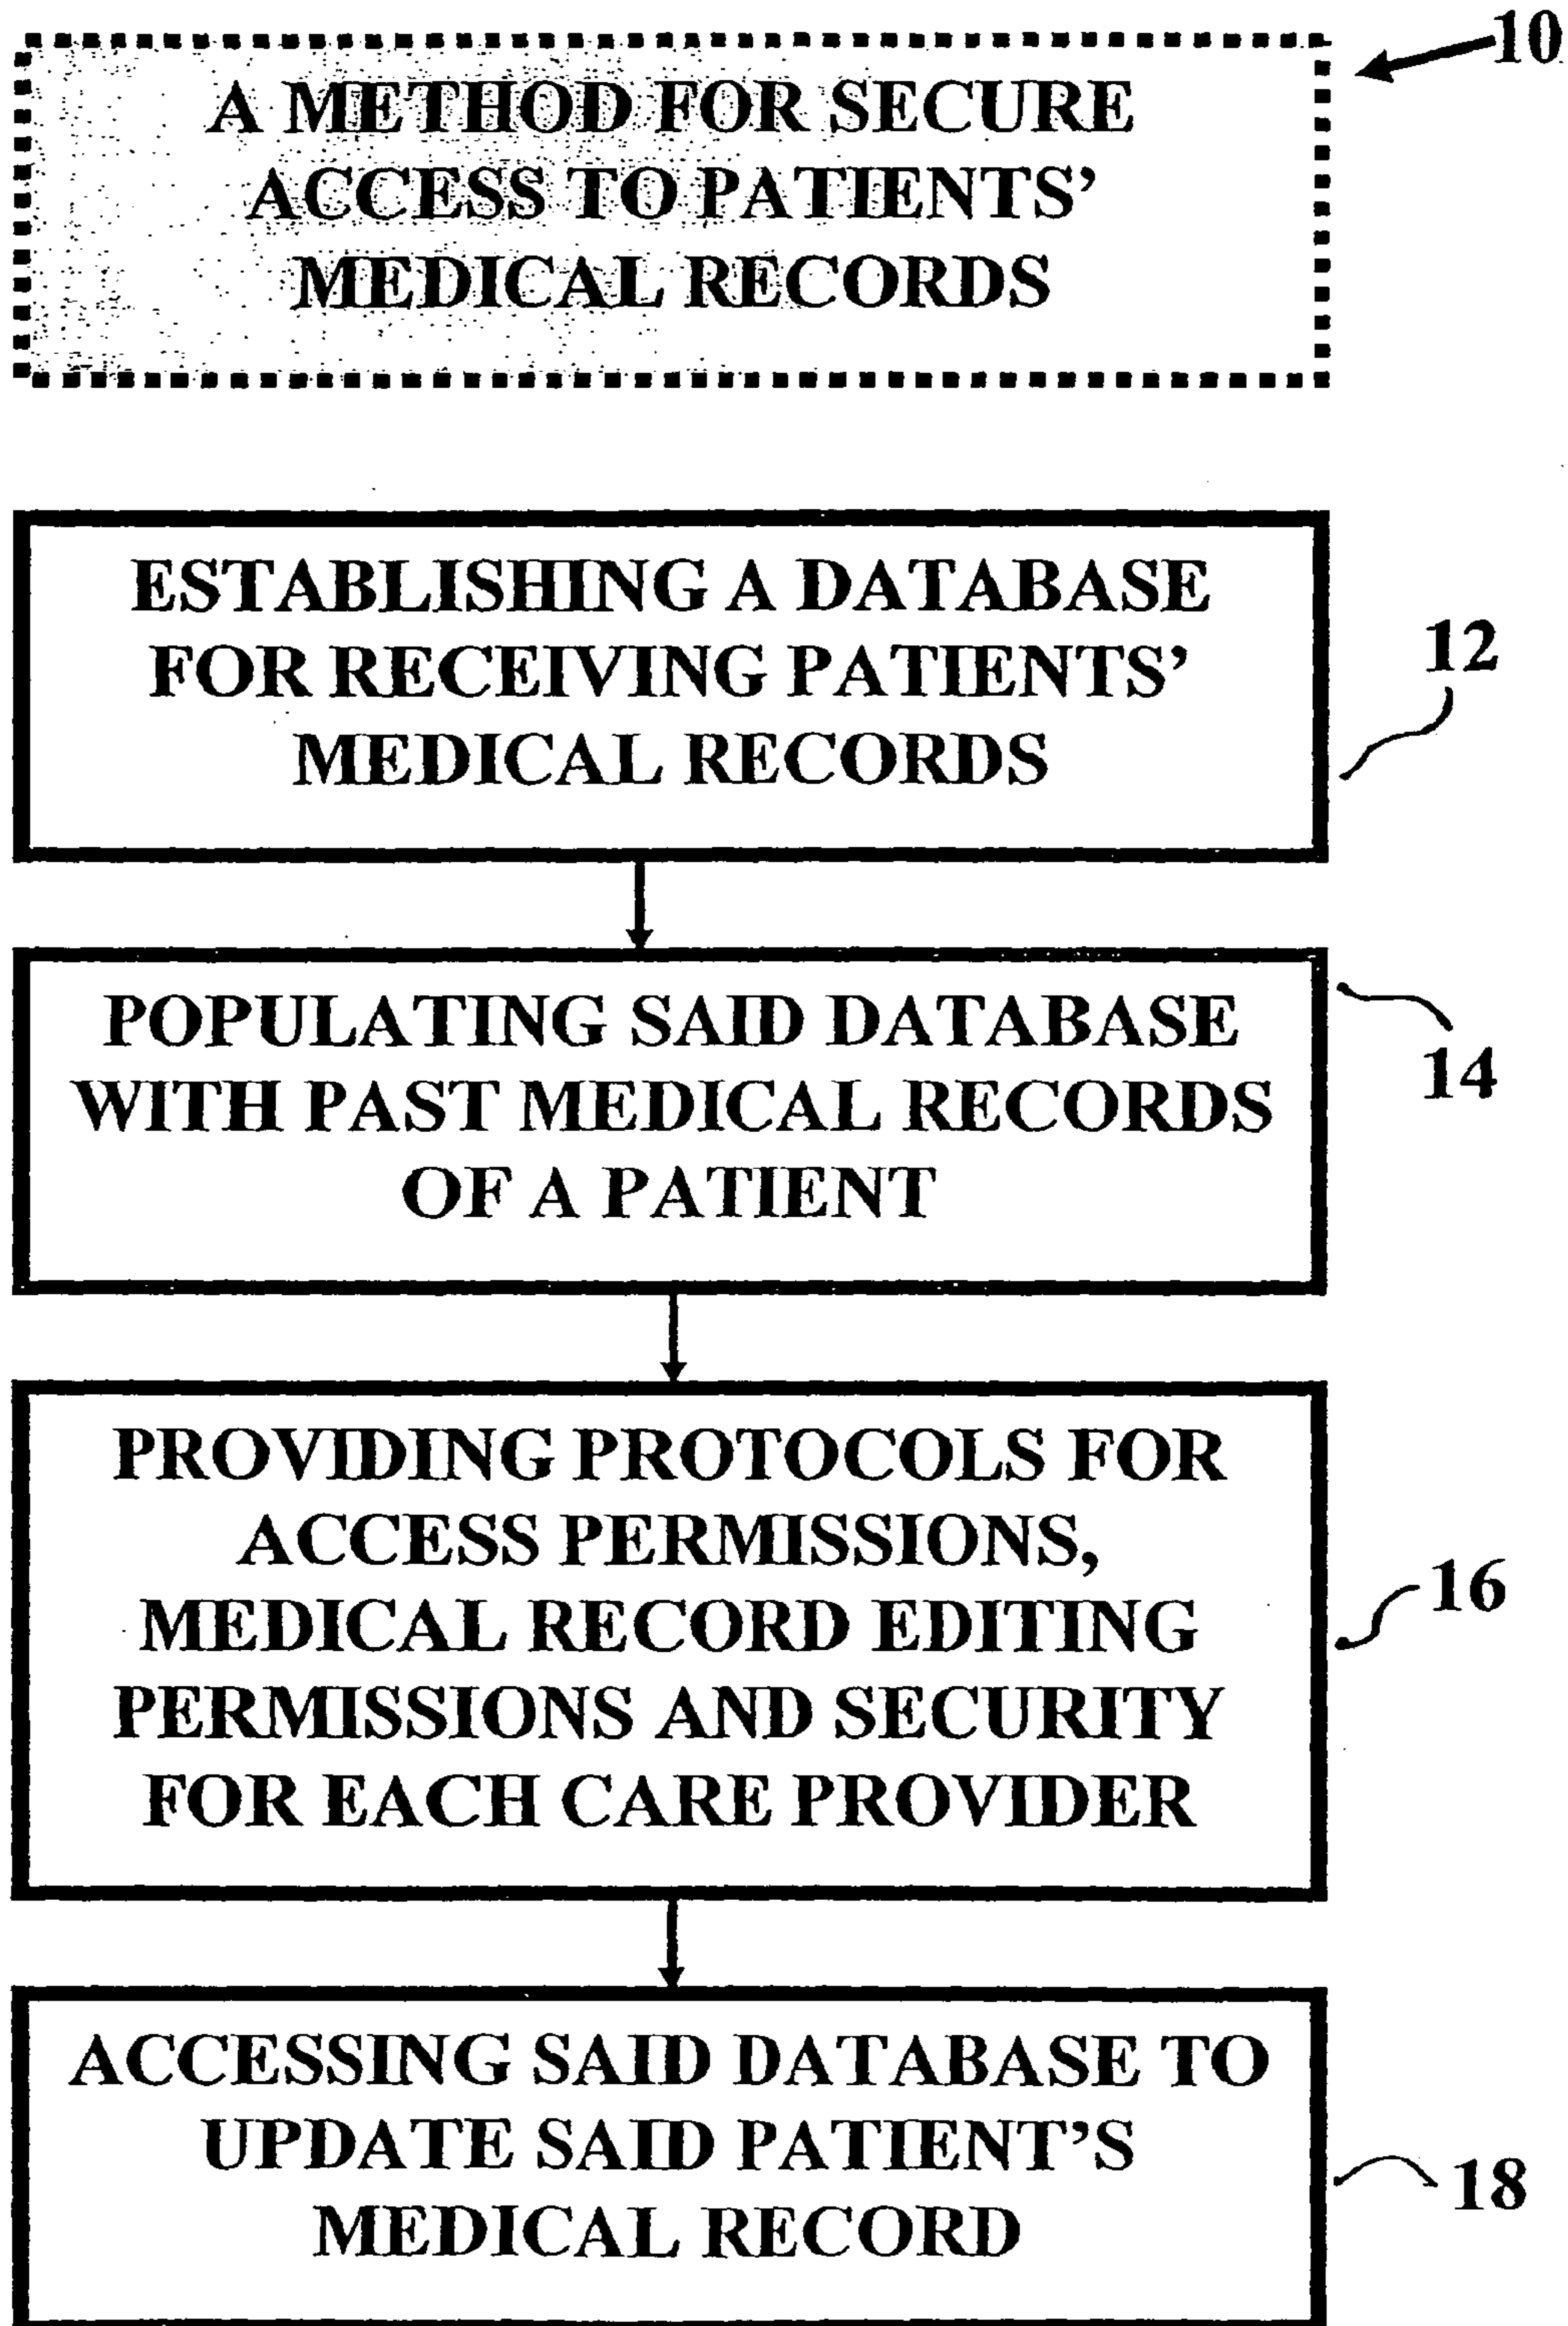 10
A METHOD FOR SECURE
ACCESS TO PATIENTS’
MEDICAL RECORDS
ESTABLISHING A DATABASE
FOR RECEIVING PATIENTS’
MEDICAL RECORDS
12
POPULATING SAID DATABASE
WITH PAST MEDICAL RECORDS
OF A PATIENT
14
PROVIDING PROTOCOLS FOR
ACCESS PERMISSIONS,
MEDICAL RECORD EDITING
PERMISSIONS AND SECURITY
FOR EACH CARE PROVIDER
16
ACCESSING SAID DATABASE TO
UPDATE SAID PATIENT’S
MEDICAL RECORD
18